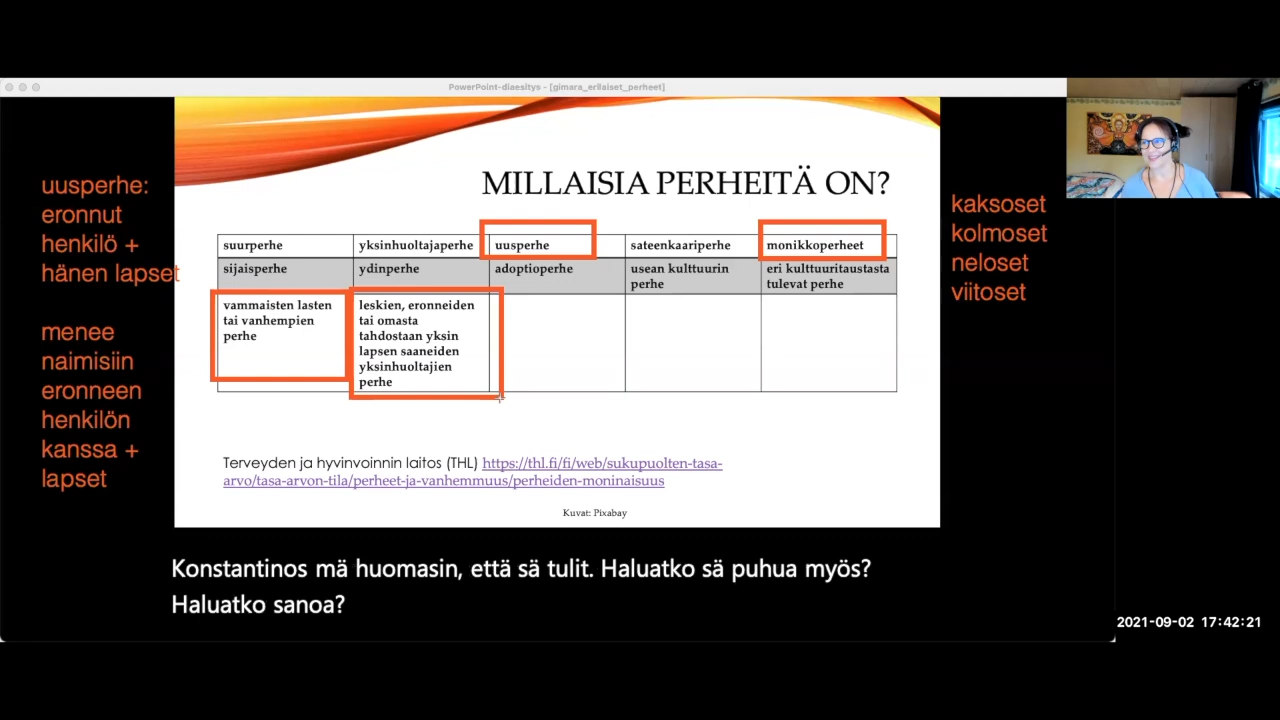 PowerPoint-diaesitys - [gimara_erilaiset_perheet]
MILLAISIA PERHEITÄ ON?
uusperhe:
eronnut
henkilö +
hänen lapset
menee
naimisiin
eronneen
henkilön
kanssa +
lapset
suurperhe
yksinhuoltajaperhe
uusperhe
sateenkaariperhe
monikkoperheet
sijaisperhe
ydinperhe
adoptioperhe
usean kulttuurin
perhe
eri kulttuuritaustasta
tulevat perhe
vammaisten lasten
tai vanhempien
perhe
leskien, eronneiden
tai omasta
tahdostaan yksin
lapsen saaneiden
yksinhuoltajien
perhe
kaksoset
kolmoset
neloset
viitoset
Terveyden ja hyvinvoinnin laitos (THL) https://thl.fi/fi/web/sukupuolten-tasa-
arvo/tasa-arvon-tila/perheet-ja-vanhemmuus/perheiden-moninaisuus
Kuvat: Pixabay
Konstantinos mä huomasin, että sä tulit. Haluatko sä puhua myös?
Haluatko sanoa?
2021-09-02 17:42:21